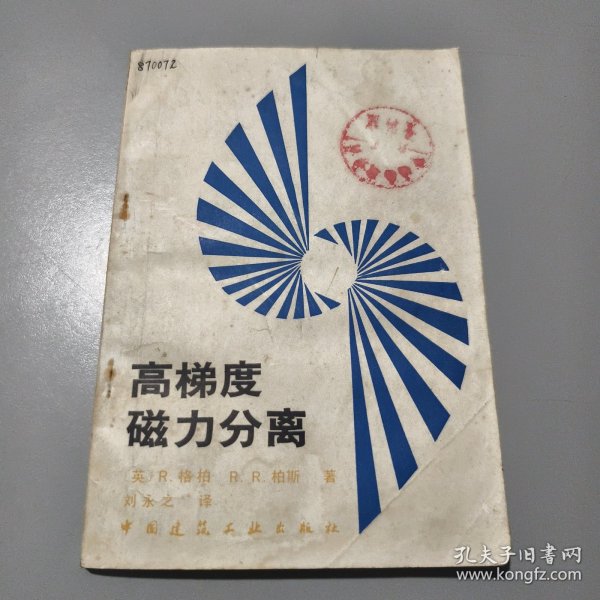 870072
高梯度
磁力分离
英 R.格柏 R.R.柏斯 著
刘永之 译
中国建筑工业出版社
孔夫子旧书网
www.kongfz.com